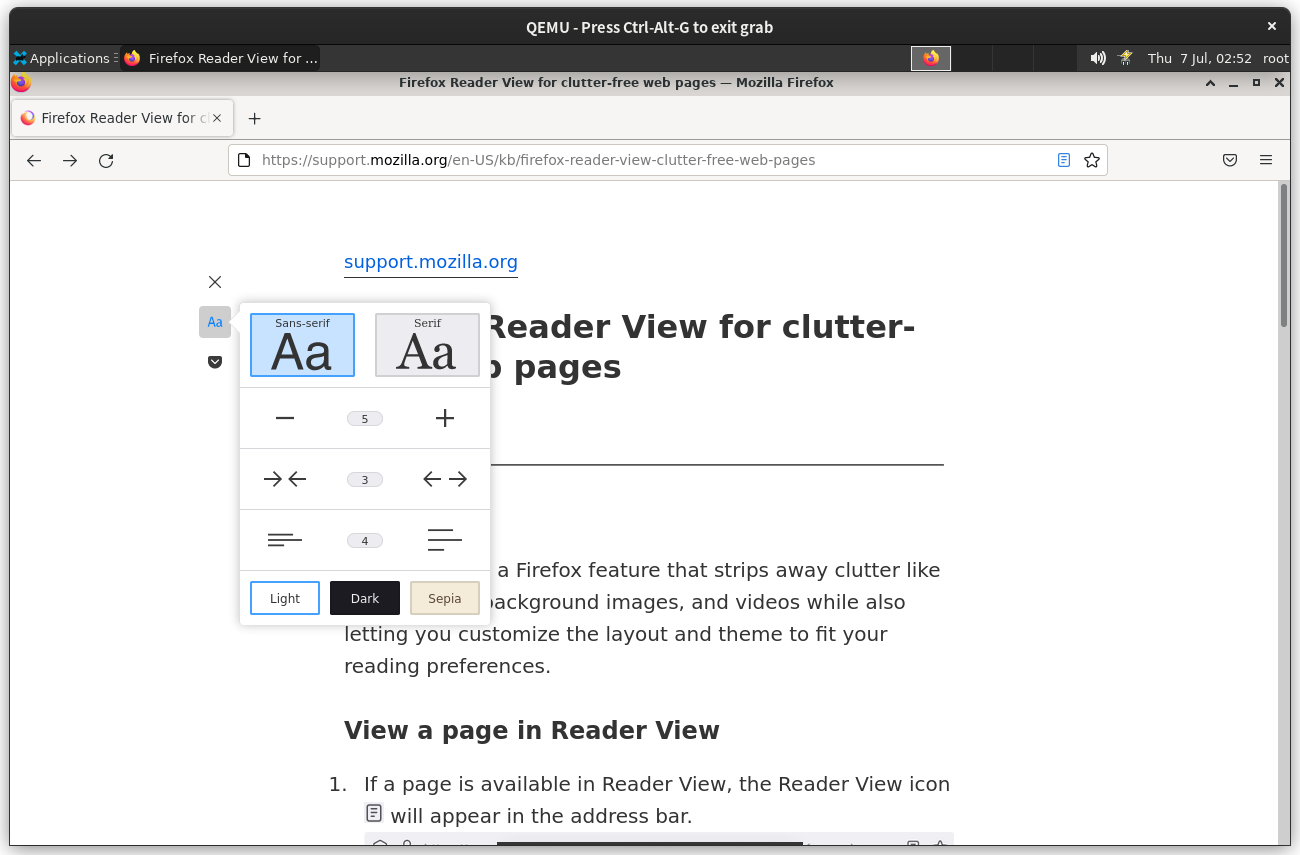 QEMU - Press Ctrl-Alt-G to exit grab
Applications
Firefox Reader View for ...
Thu 7 Jul, 02:52
root
Firefox Reader View for clutter-free web pages — Mozilla Firefox
Firefox Reader View for cl
https://support.mozilla.org/en-US/kb/firefox-reader-view-clutter-free-web-pages
support.mozilla.org
Aa
Sans-serif
Aa
Serif
Aa
Reader View for clutter-
pages
5
3
4
Light
Dark
Sepia
a Firefox feature that strips away clutter like
background images, and videos while also
letting you customize the layout and theme to fit your
reading preferences.
View a page in Reader View
1. If a page is available in Reader View, the Reader View icon
will appear in the address bar.